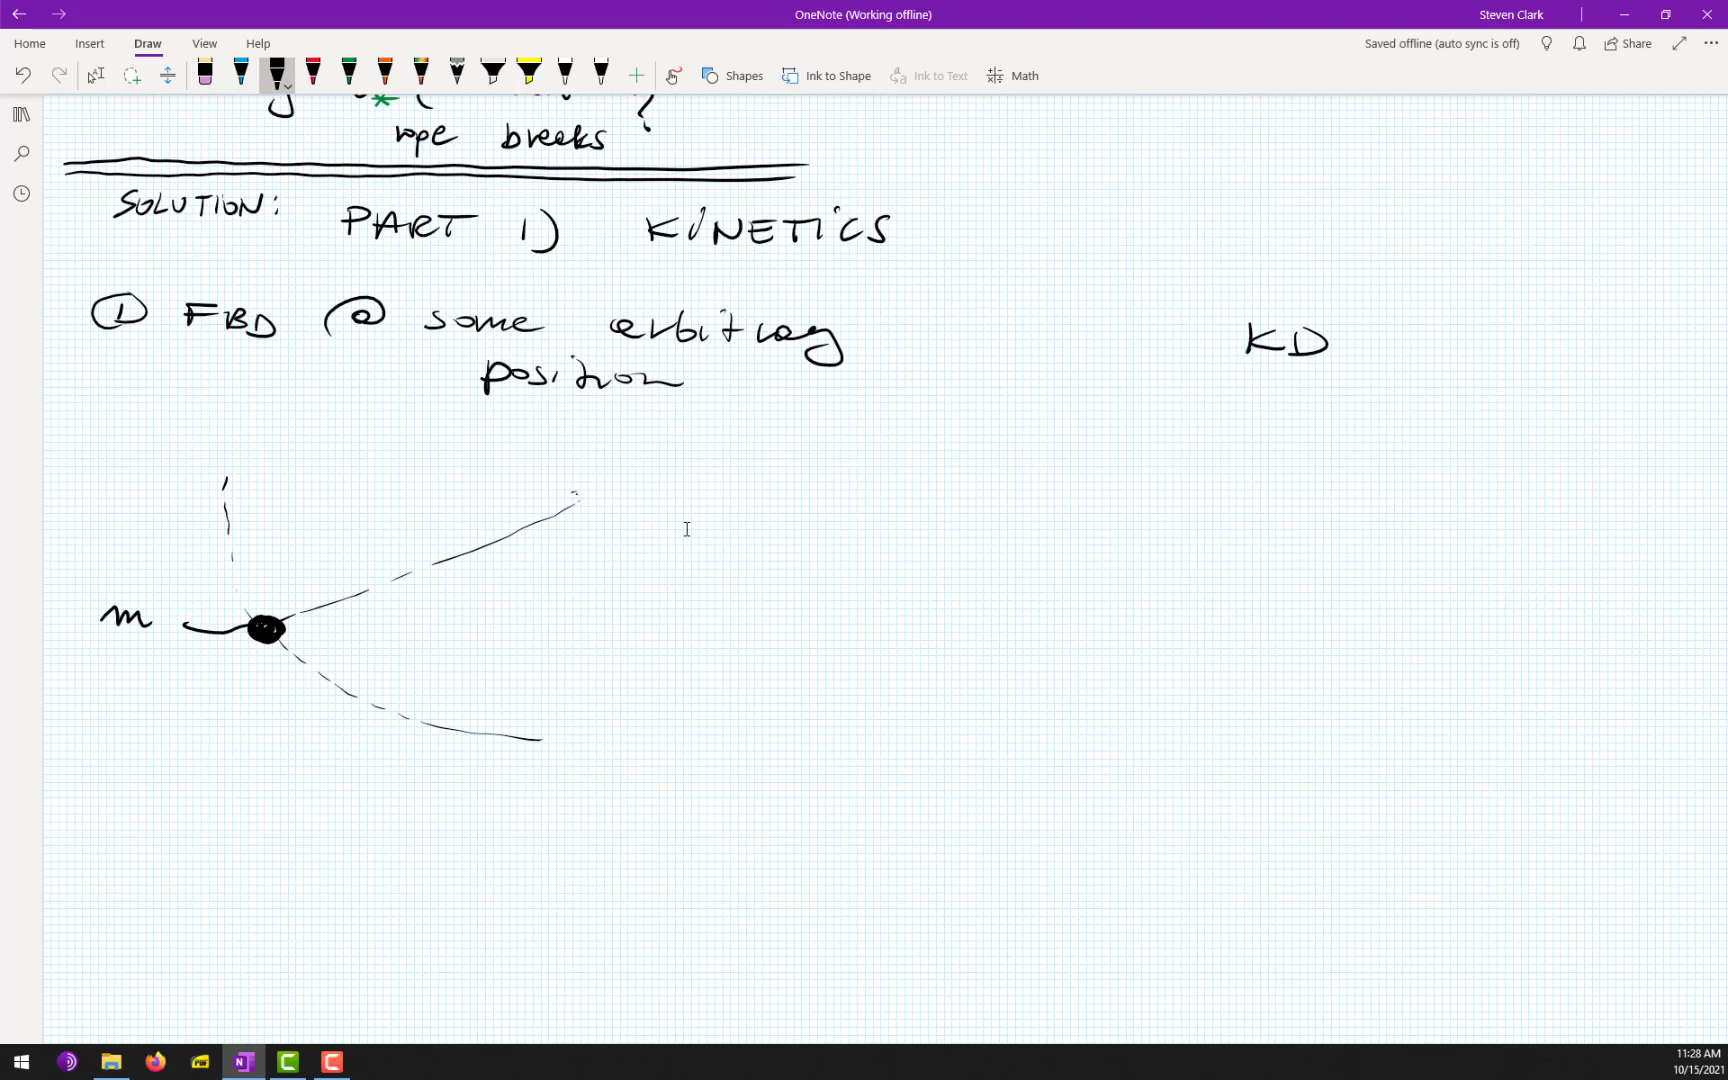 OneNote (Working offline)
Steven Clark
Home Insert Draw View Help
Saved offline (auto sync is off)
Share
Shapes
Ink to Shape
Ink to Text
Math
rope breaks ?
SOLUTION:
PART 1) KINETICS
1 FBD @ some arbitray
position
KD
m
11:28 AM
10/15/2021